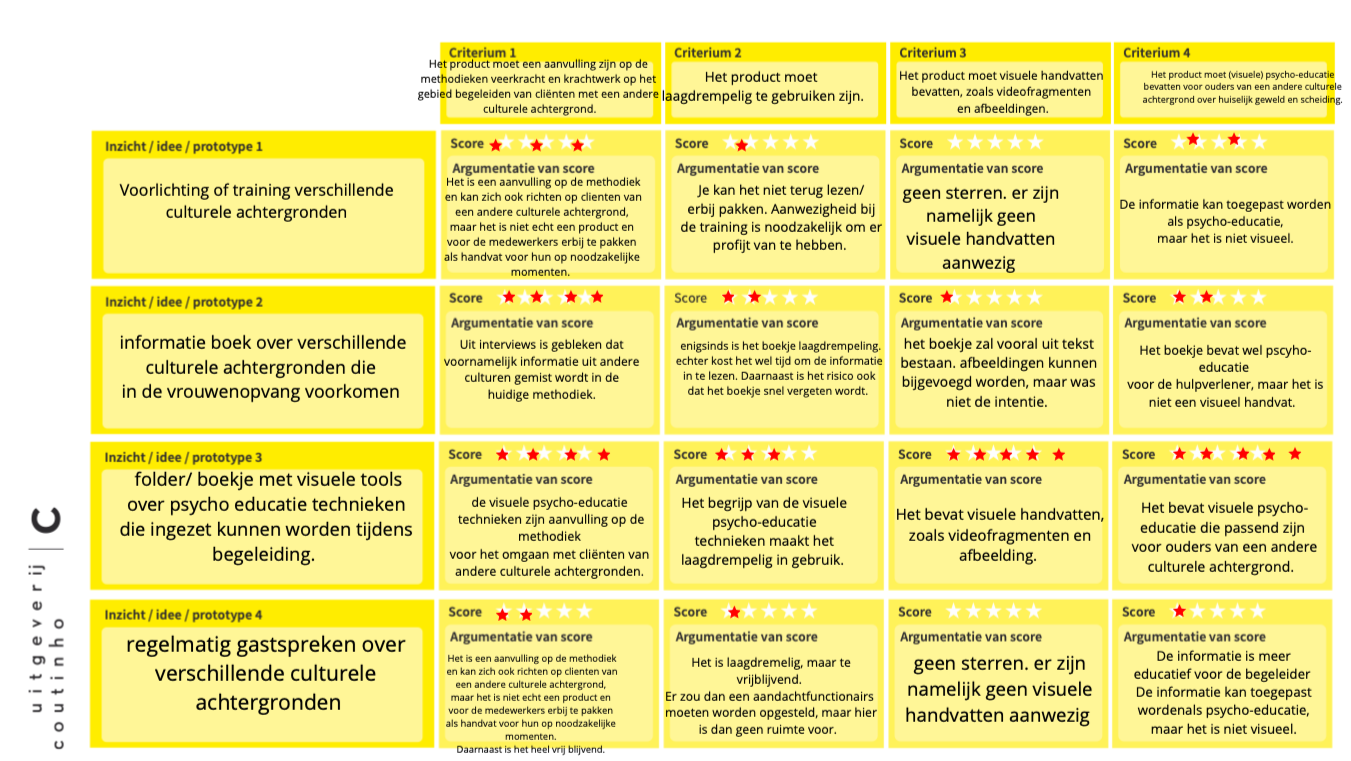 Criterium 1
Het product moet een aanvulling zijn op de
methodieken veerkracht en krachtwerk op het
gebied begeleiden van cliënten met een andere
culturele achtergrond.
Criterium 2
Het product moet
laagdrempelig te gebruiken zijn.
Criterium 3
Het product moet visuele handvatten
bevatten, zoals videofragmenten
en afbeeldingen.
Criterium 4
Het product moet (visuele) psycho-educatie
bevatten voor ouders van een andere culturele
achtergrond over huiselijk geweld en scheiding.
Inzicht / idee / prototype 1
Voorlichting of training verschillende
culturele achtergronden
Score
Argumentatie van score
Het is een aanvulling op de methodiek
en kan zich ook richten op clienten van
een andere culturele achtergrond,
maar het is niet echt een product en
voor de medewerkers erbij te pakken
als handvat voor hun op noodzakelijke
momenten.
Score
Argumentatie van score
Je kan het niet terug lezen/
erbij pakken. Aanwezigheid bij
de training is noodzakelijk om er
profijt van te hebben.
Score
Argumentatie van score
geen sterren. er zijn
namelijk geen
visuele handvatten
aanwezig
Score
Argumentatie van score
De informatie kan toegepast worden
als psycho-educatie,
maar het is niet visueel.
Inzicht / idee / prototype 2
informatie boek over verschillende
culturele achtergronden die
in de vrouwenopvang voorkomen
Score
Argumentatie van score
Uit interviews is gebleken dat
voornamelijk informatie uit andere
culturen gemist wordt in de
huidige methodiek.
Score
Argumentatie van score
enigsinds is het boekje laagdrempeling.
echter kost het wel tijd om de informatie
in te lezen. Daarnaast is het risico ook
dat het boekje snel vergeten wordt.
Score
Argumentatie van score
het boekje zal vooral uit tekst
bestaan. afbeeldingen kunnen
bijgevoegd worden, maar was
niet de intentie.
Score
Argumentatie van score
Het boekje bevat wel pscyho-
educatie
voor de hulpverlener, maar het is
niet een visueel handvat.
Inzicht / idee / prototype 3
folder/ boekje met visuele tools
over psycho educatie technieken
die ingezet kunnen worden tijdens
begeleiding.
Score
Argumentatie van score
de visuele psycho-educatie
technieken zijn aanvulling op de
methodiek
voor het omgaan met cliënten van
andere culturele achtergronden.
Score
Argumentatie van score
Het begrijp van de visuele
psycho-educatie
technieken maakt het
laagdrempelig in gebruik.
Score
Argumentatie van score
Het bevat visuele handvatten,
zoals videofragmenten en
afbeelding.
Score
Argumentatie van score
Het bevat visuele psycho-
educatie die passend zijn
voor ouders van een andere
culturele achtergrond.
Inzicht / idee / prototype 4
regelmatig gastspreken over
verschillende culturele
achtergronden
Score
Argumentatie van score
Het is een aanvulling op de methodiek
en kan zich ook richten op clienten van
een andere culturele achtergrond,
maar het is niet echt een product en
voor de medewerkers erbij te pakken
als handvat voor hun op noodzakelijke
momenten.
Daarnaast is het heel vrij blijvend.
Score
Argumentatie van score
Het is laagdremelig, maar te
vrijblijvend.
Er zou dan een aandachtfunctionairs
moeten worden opgesteld, maar hier
is dan geen ruimte voor.
Score
Argumentatie van score
geen sterren. er zijn
namelijk geen visuele
handvatten aanwezig
Score
Argumentatie van score
De informatie is meer
educatief voor de begeleider
De informatie kan toegepast
wordenals psycho-educatie,
maar het is niet visueel.
uitgeverij | C
coutinho